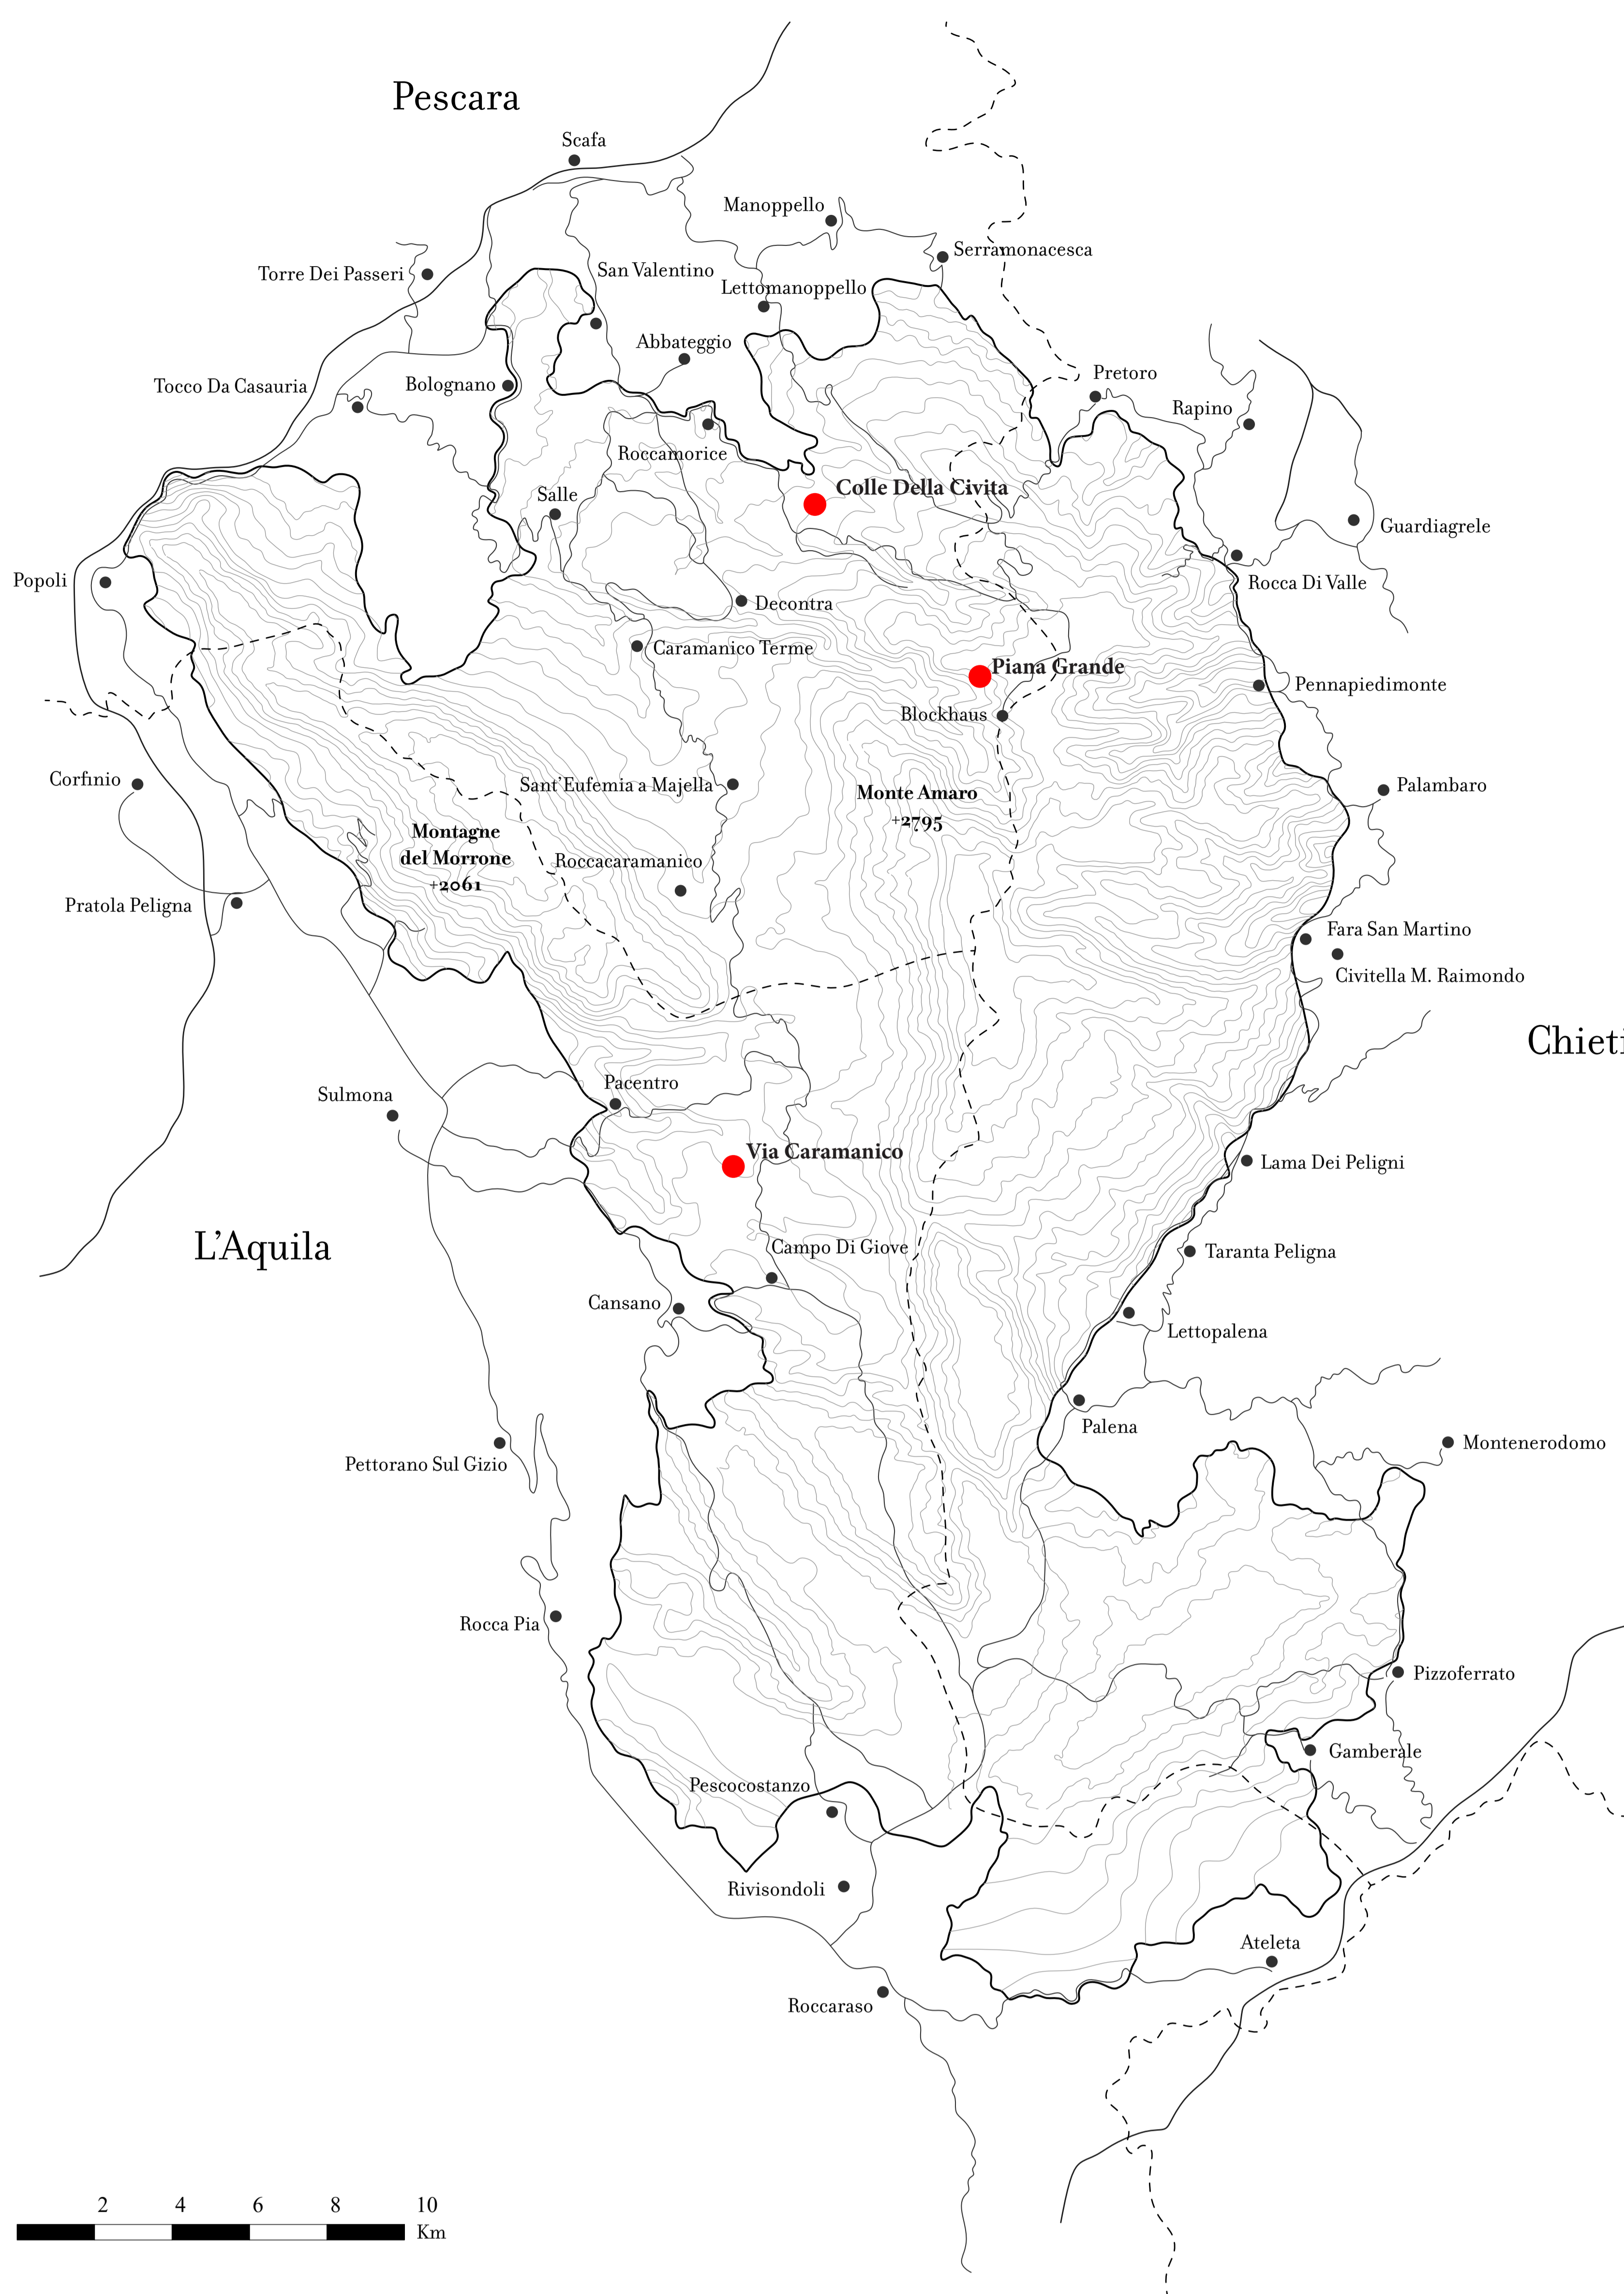 Pescara
Scafa
Manoppello
Serramonacesca
Torre Dei Passeri
San Valentino
Lettomanoppello
Abbateggio
Pretoro
Tocco Da Casauria
Bolognano
Rapino
Roccamorice
Colle Della Civita
Salle
Guardiagrele
Popoli
Rocca Di Valle
Decontra
Caramanico Terme
Piana Grande
Pennapiedimonte
Blockhaus
Corfinio
Sant'Eufemia a Majella
Palambaro
Monte Amaro
+2795
Montagne
del Morrone
+2061
Roccacaramanico
Pratola Peligna
Fara San Martino
Civitella M. Raimondo
Chieti
Pacentro
Sulmona
Via Caramanico
Lama Dei Peligni
L'Aquila
Campo Di Giove
Taranta Peligna
Cansano
Lettopalena
Palena
Montenerodomo
Pettorano Sul Gizio
Rocca Pia
Pizzoferrato
Gamberale
Pescocostanzo
Rivisondoli
Ateleta
Roccaraso
2 4 6 8 10
Km